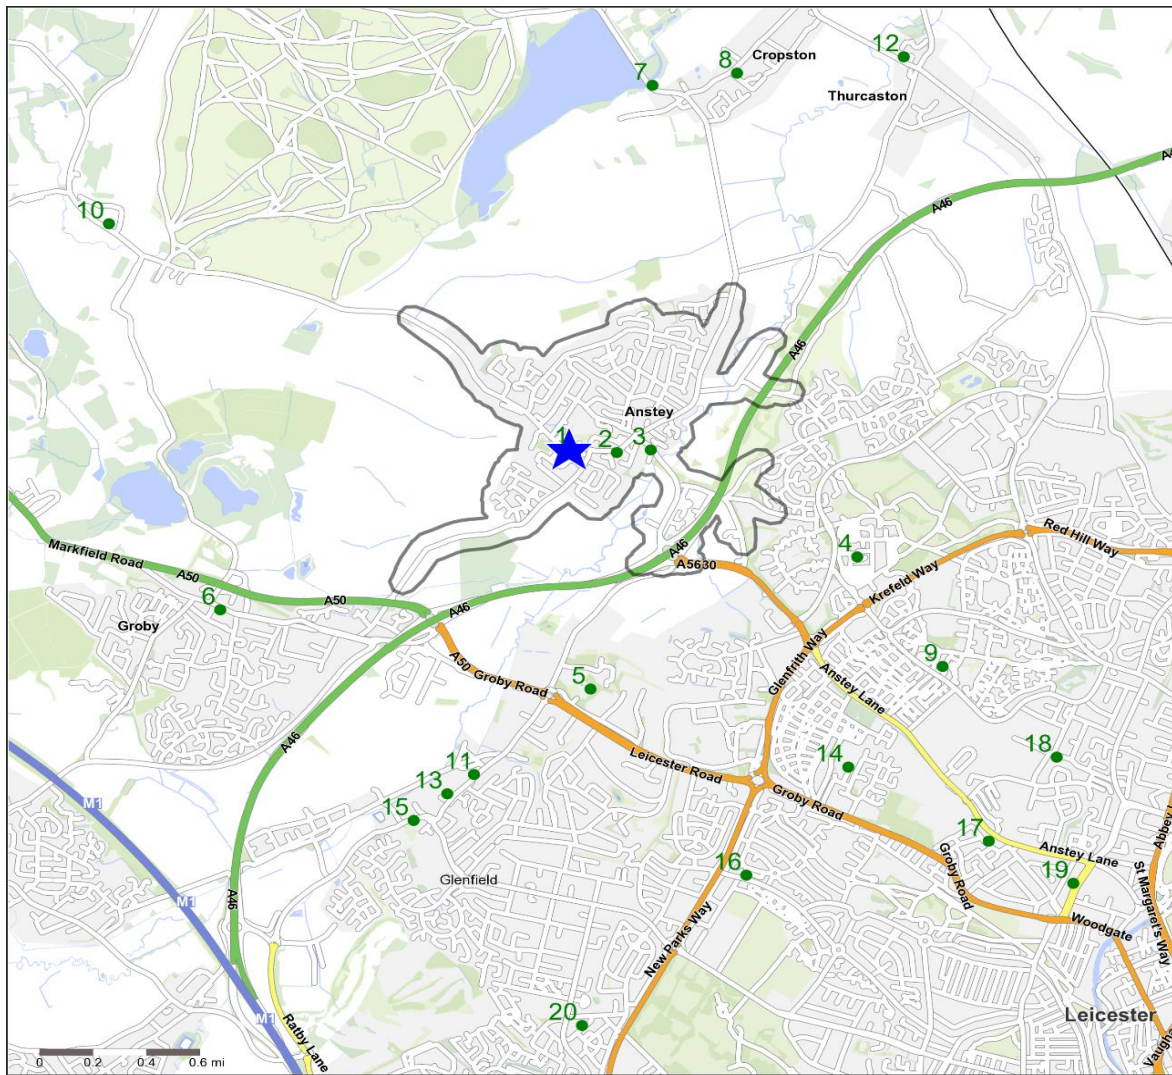 12
Cropston
8
7
Thurcaston
A4
A46
10
A46
Anstey
1
2
3
A46
Red Hill Way
Markfield Road
A50
A5630
4
Krefeld Way
A50
A46
6
Groby
Glenfrith Way
9
A50 Groby Road
5
Anstey Lane
A46
Leicester Road
18
11
14
M1
13
Groby Road
15
17
Anstey Lane
Abbey L
16
Groby Road
19
Glenfield
St Margaret's Way
M1
A46
Woodgate
New Parks Way
20
Leicester
M1
Ratby Lane
Vaugha
0 0.2 0.4 0.6 mi